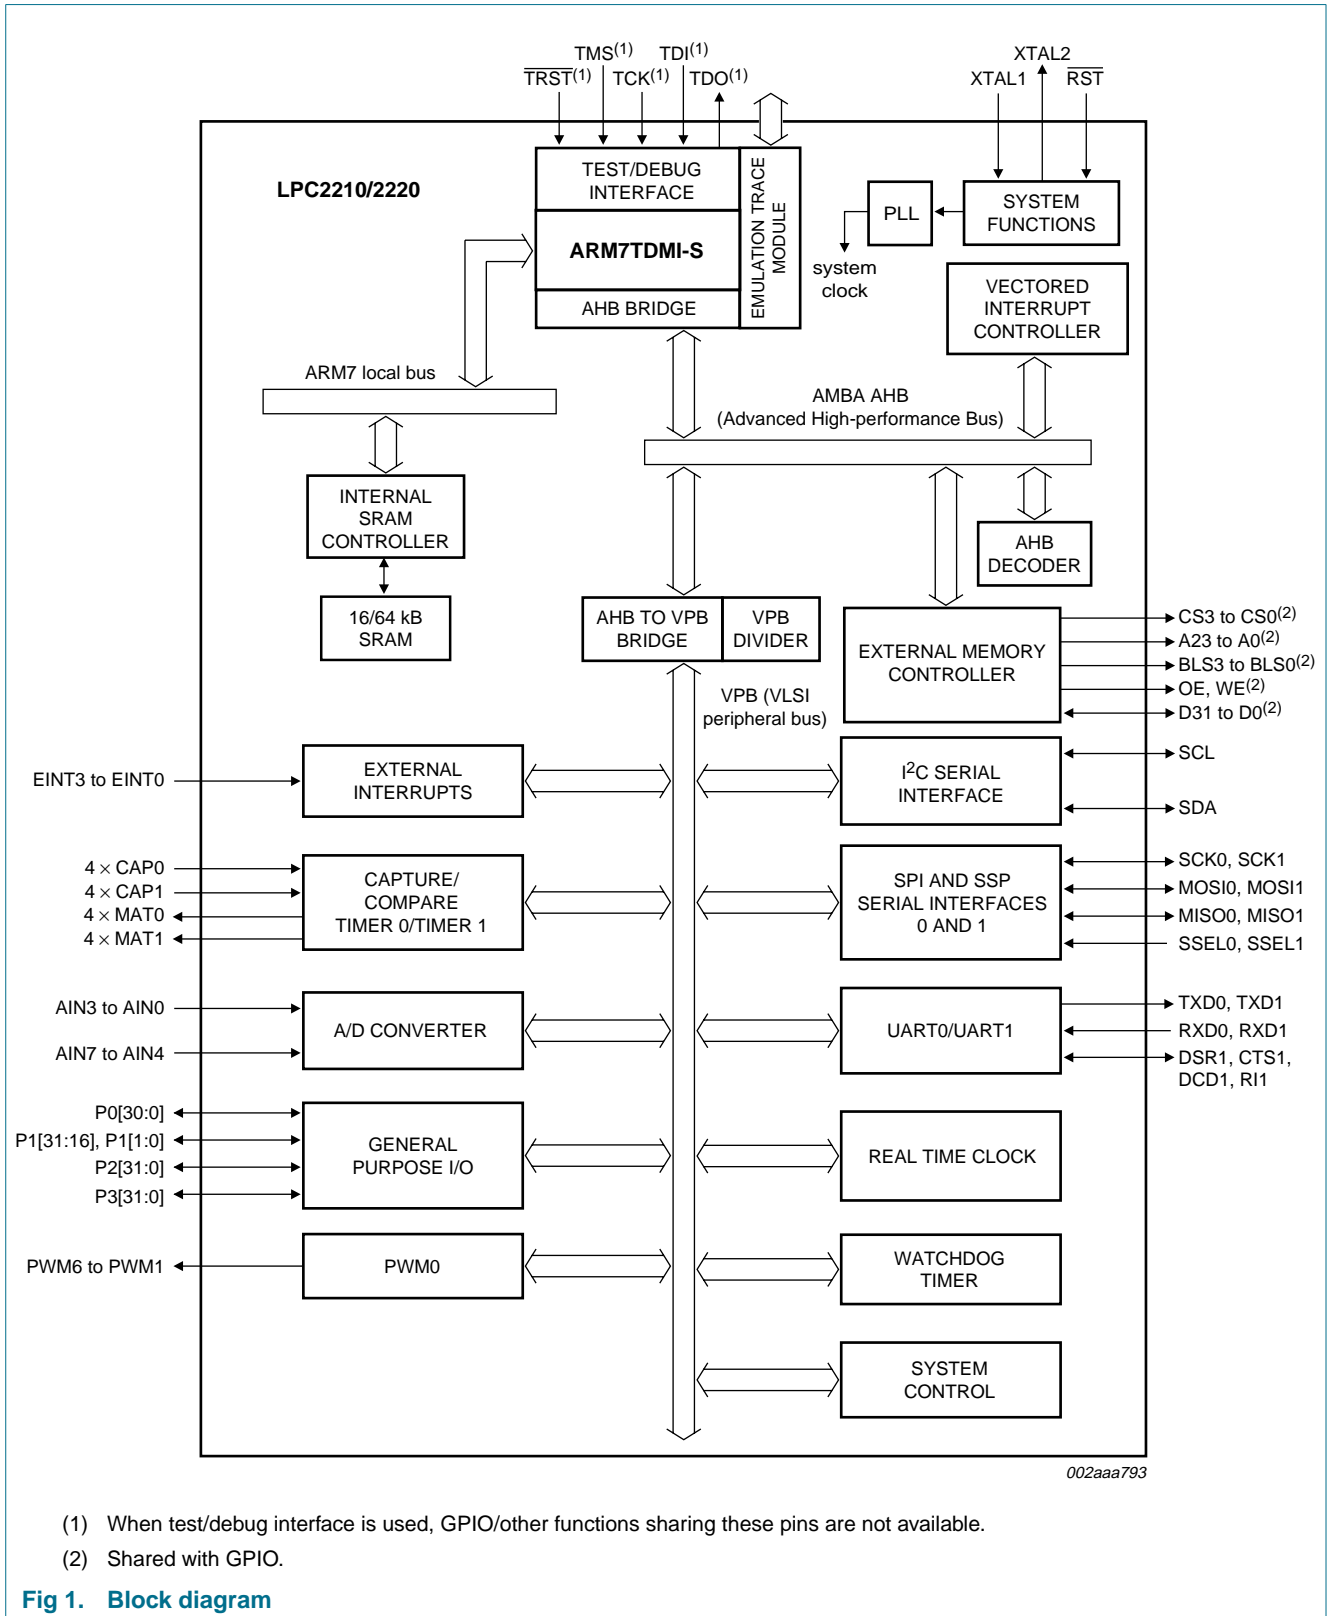 TMS(1) TDI(1) XTAL2
TRST(1) TCK(1) TDO(1) XTAL1 RST
LPC2210/2220
TEST/DEBUG
INTERFACE
EMULATION TRACE
MODULE
ARM7TDMI-S
AHB BRIDGE
PLL
SYSTEM
FUNCTIONS
system
clock
VECTORED
INTERRUPT
CONTROLLER
ARM7 local bus
AMBA AHB
(Advanced High-performance Bus)
INTERNAL
SRAM
CONTROLLER
AHB
DECODER
16/64 kB
SRAM
AHB TO VPB
BRIDGE
VPB
DIVIDER
EXTERNAL MEMORY
CONTROLLER
CS3 to CS0(2)
A23 to A0(2)
BLS3 to BLS0(2)
OE, WE(2)
D31 to D0(2)
VPB (VLSI
peripheral bus)
EINT3 to EINT0
EXTERNAL
INTERRUPTS
I2C SERIAL
INTERFACE
SCL
SDA
4 × CAP0
4 × CAP1
4 × MAT0
4 × MAT1
CAPTURE/
COMPARE
TIMER 0/TIMER 1
SPI AND SSP
SERIAL INTERFACES
0 AND 1
SCK0, SCK1
MOSI0, MOSI1
MISO0, MISO1
SSEL0, SSEL1
AIN3 to AIN0
AIN7 to AIN4
A/D CONVERTER
UART0/UART1
TXD0, TXD1
RXD0, RXD1
DSR1, CTS1,
DCD1, RI1
P0[30:0]
P1[31:16], P1[1:0]
P2[31:0]
P3[31:0]
GENERAL
PURPOSE I/O
REAL TIME CLOCK
PWM6 to PWM1
PWM0
WATCHDOG
TIMER
SYSTEM
CONTROL
002aaa793
(1) When test/debug interface is used, GPIO/other functions sharing these pins are not available.
(2) Shared with GPIO.
Fig 1. Block diagram